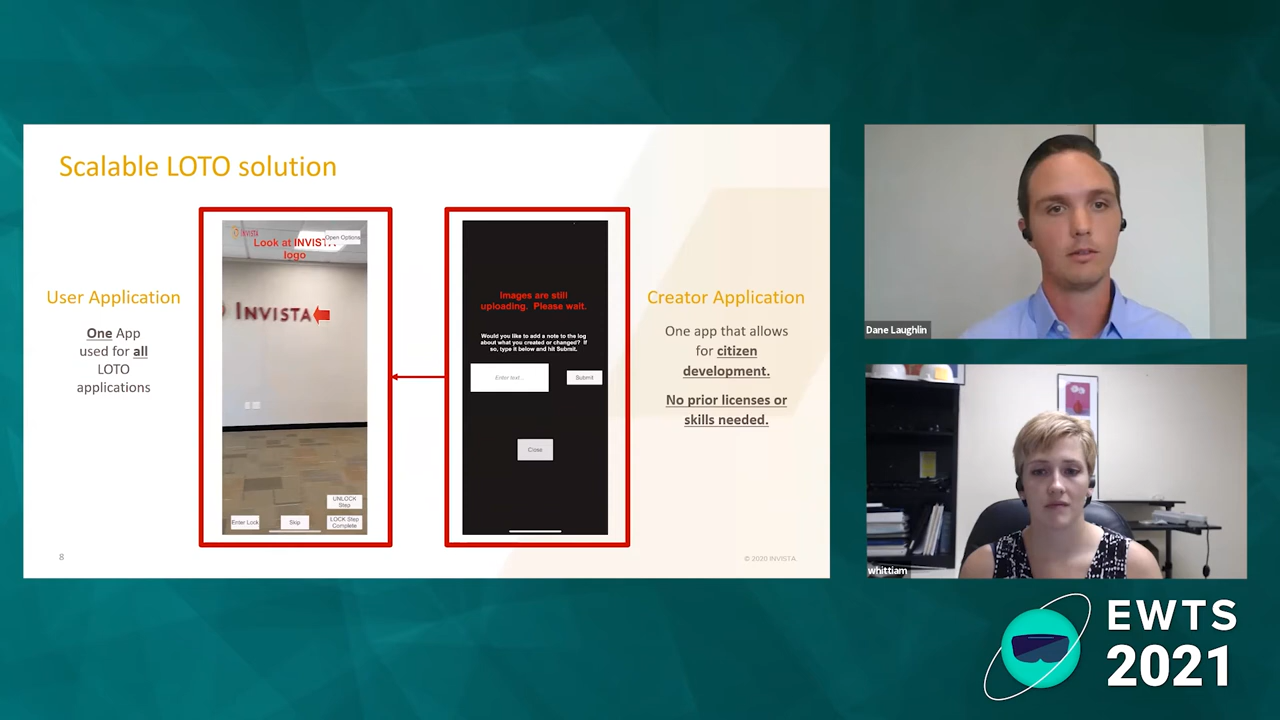 Scalable LOTO solution
User Application
One App
used for all
LOTO
applications
INVISTA
Open Options
Look at INVIST
logo
INVISTA
UNLOCK
Step
Enter Lock
Skip
LOCK Step
Complete
Images are still
uploading. Please wait.
Would you like to add a note to the log
about what you created or changed? If
so, type it below and hit Submit.
Enter text...
Submit
Close
Creator Application
One app that allows
for citizen
development.
No prior licenses or
skills needed.
8
© 2020 INVISTA.
Dane Laughlin
whittiam
EWTS
2021